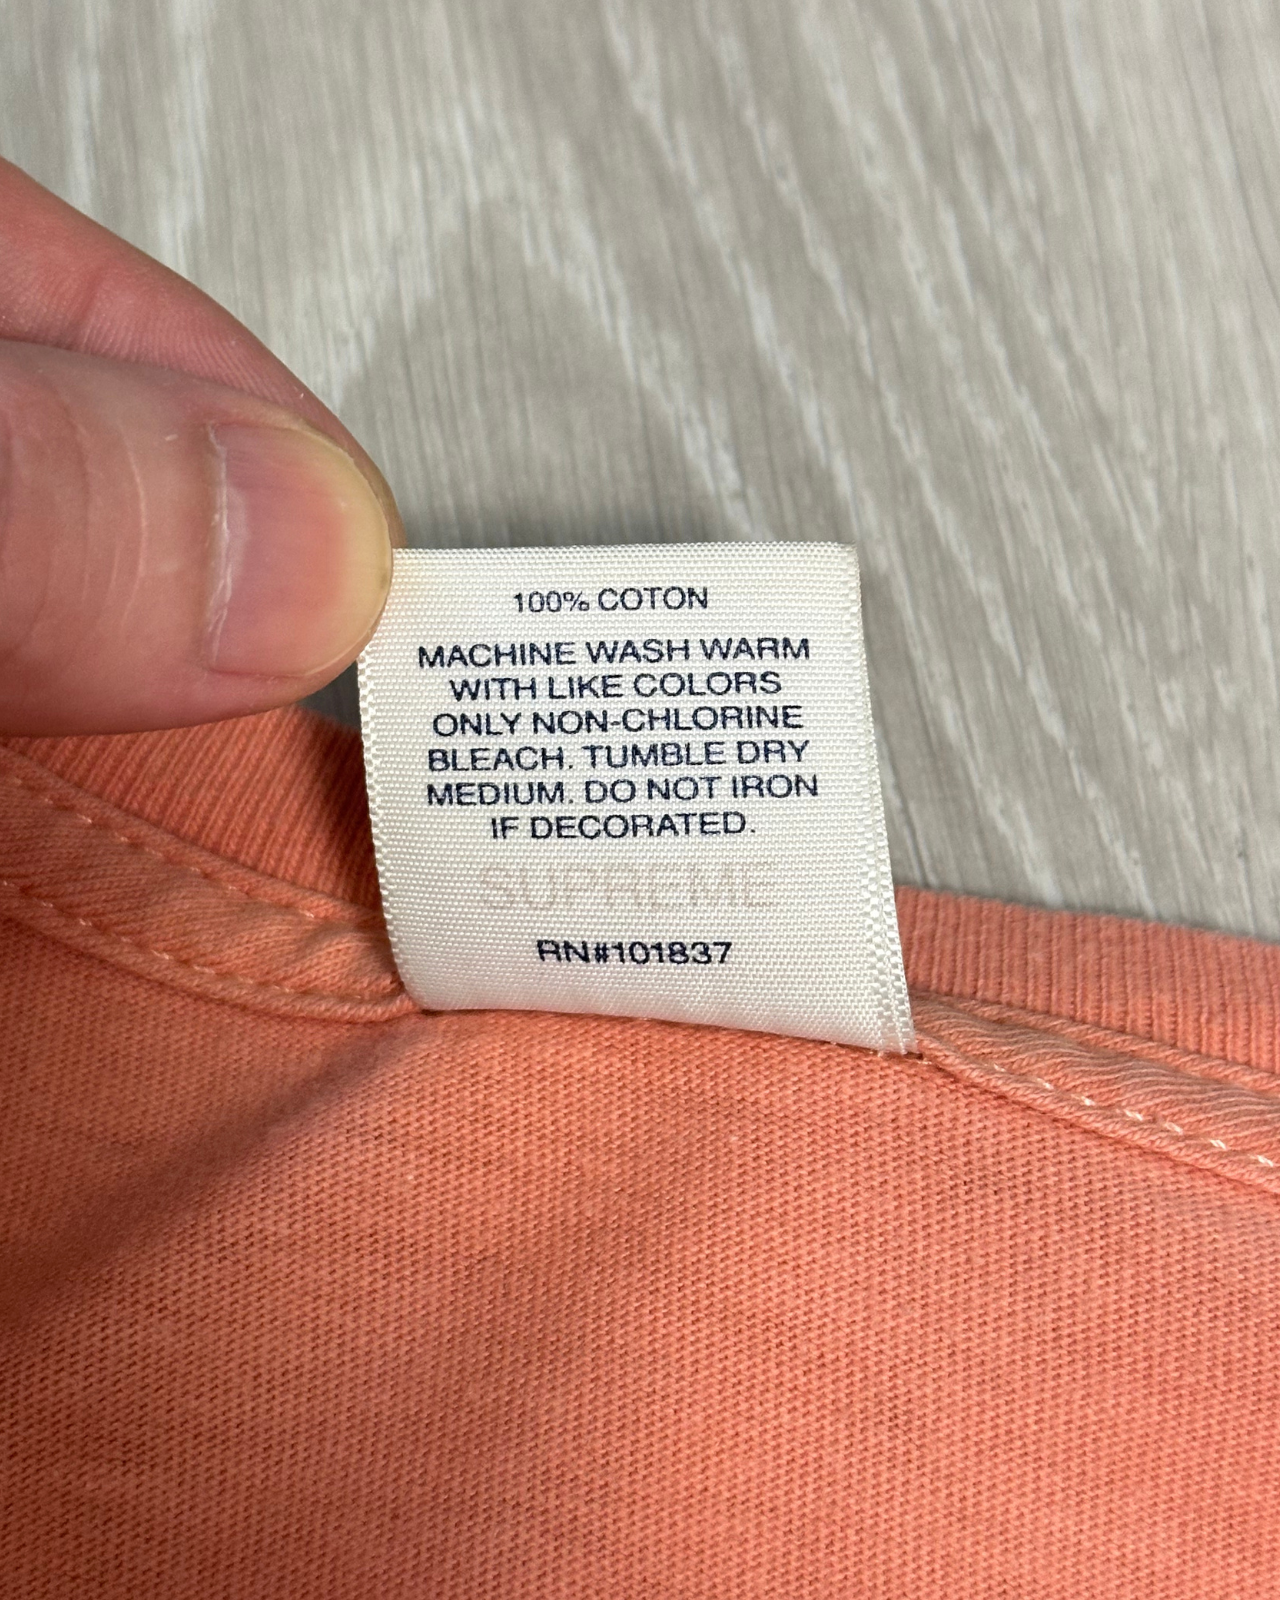 100% COTON
MACHINE WASH WARM
WITH LIKE COLORS
ONLY NON-CHLORINE
BLEACH. TUMBLE DRY
MEDIUM. DO NOT IRON
IF DECORATED.
SUPREME
RN#101837